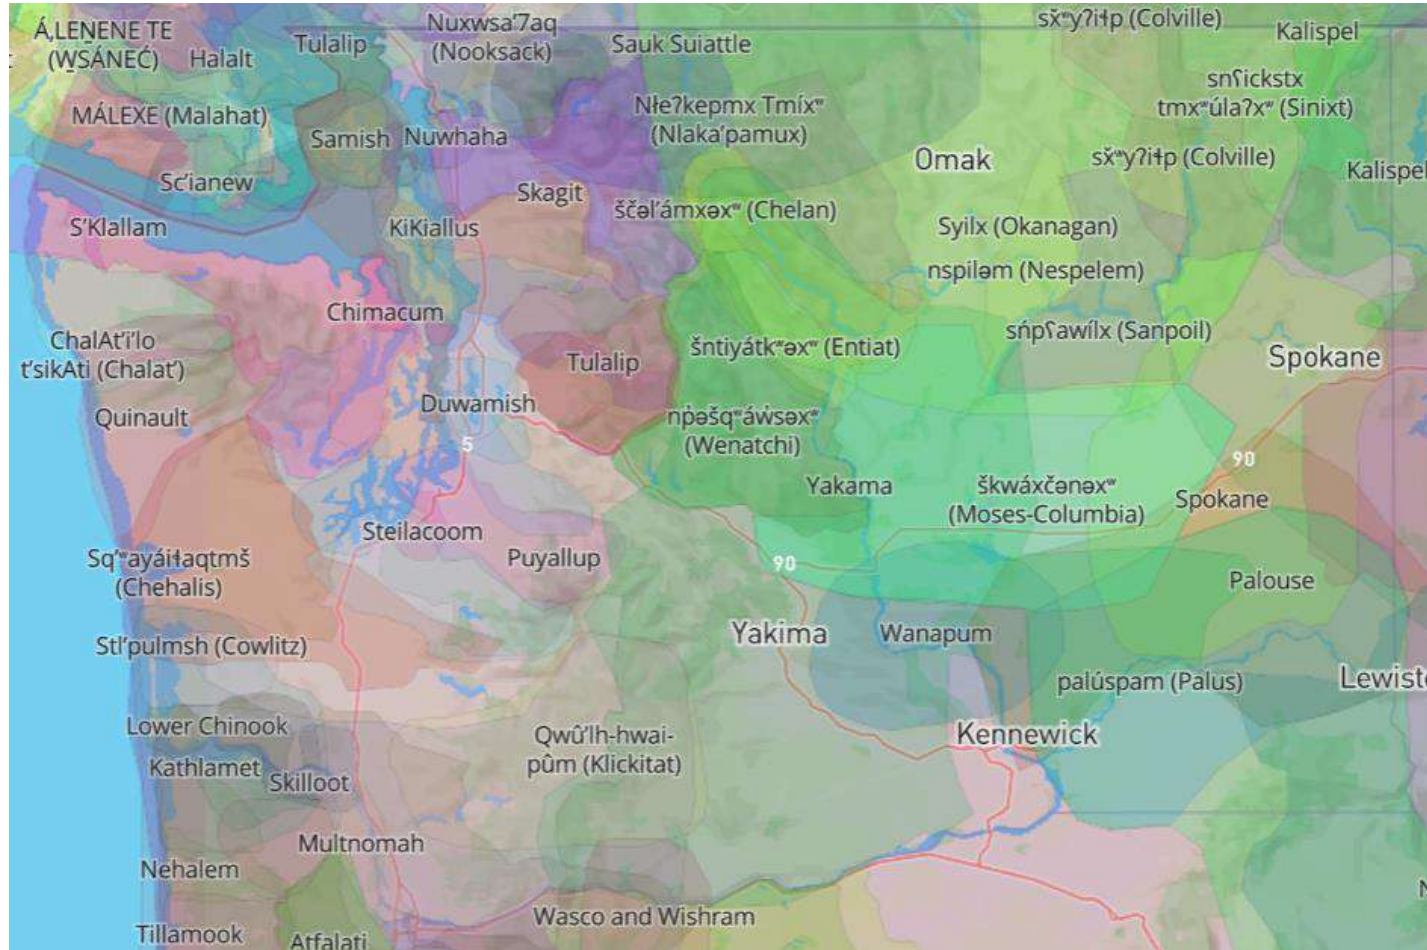 Á,LEṈENE TE
(W̱SÁNEĆ)
Halalt
Tulalip
Nuxwsa'7aq
(Nooksack)
Sauk Suiattle
sx̌ʷyʔiɬp (Colville)
Kalispel
MÁLEXE (Malahat)
Samish
Nuwhaha
Nłeʔkepmx Tmíxʷ
(Nlaka'pamux)
snʕickstx
tmxʷúlaʔxʷ (Sinixt)
Omak
sx̌ʷyʔiɬp (Colville)
Kalispel
Sc'ianew
Skagit
ščəl'ámxəxʷ (Chelan)
S'Klallam
KiKiallus
Syilx (Okanagan)
nspiləm (Nespelem)
Chimacum
ChalAt'i'lo
t'sikAti (Chalat')
Tulalip
šntiyátkʷəxʷ (Entiat)
sńpʕawílx (Sanpoil)
Spokane
Quinault
Duwamish
5
np̓əšqʷáw̓səxʷ
(Wenatchi)
90
Yakama
škwáxčənəxʷ
(Moses-Columbia)
Spokane
Steilacoom
Puyallup
90
Sq'ʷayáiɬaqtmš
(Chehalis)
Palouse
Stl'pulmsh (Cowlitz)
Yakima
Wanapum
palúspam (Palus)
Lewist
Lower Chinook
Kathlamet
Skilloot
Qwû'lh-hwai-
pûm (Klickitat)
Kennewick
Multnomah
Nehalem
Wasco and Wishram
Tillamook
Atfalati